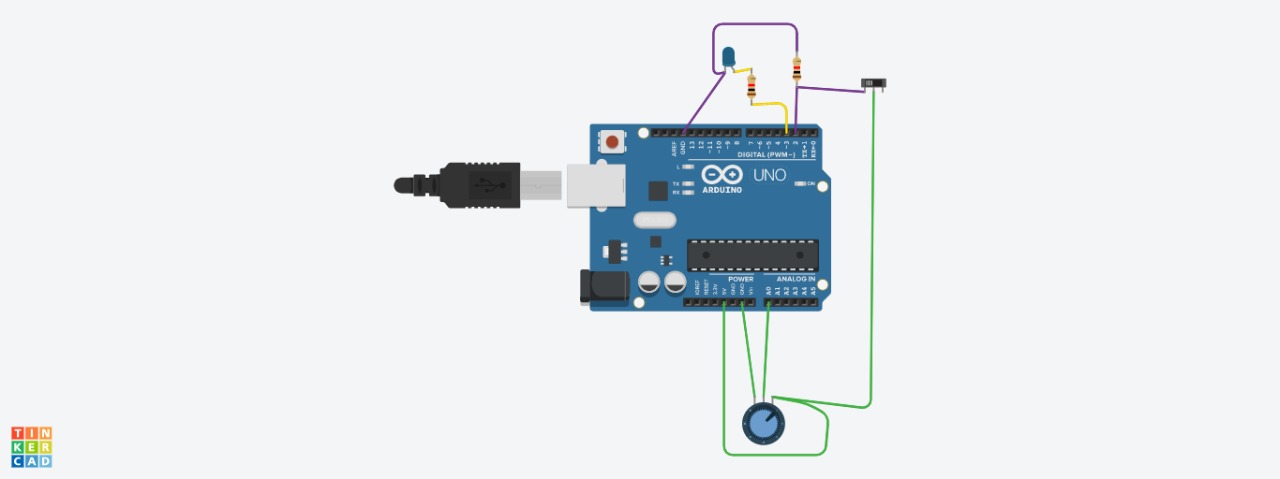 AREF
GND
13
12
~11
~10
~9
8
7
~6
~5
4
~3
2
TX→1
RX←0
DIGITAL (PWM~)
L
TX
RX
ARDUINO
UNO
ON
POWER
ANALOG IN
IOREF
RESET
3.3V
5V
GND
GND
Vin
A0
A1
A2
A3
A4
A5
TIN
KER
CAD